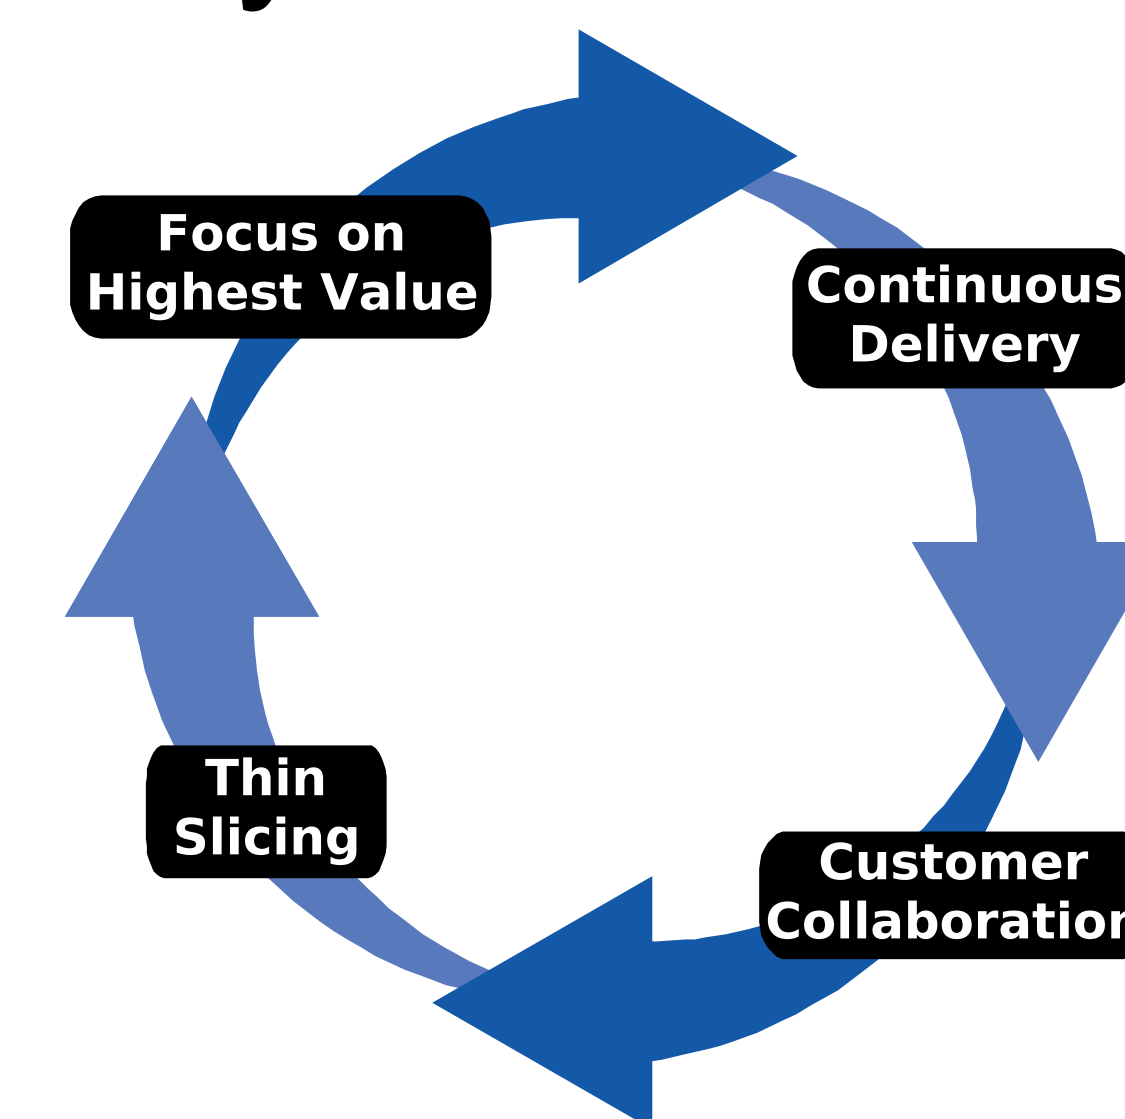 Focus on
Highest Value
Continuous
Delivery
Thin
Slicing
Customer
Collaboration